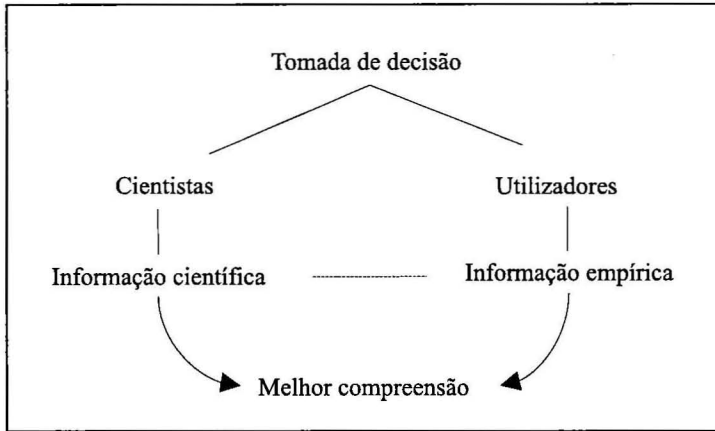 Tomada de decisão
Cientistas
Utilizadores
Informação científica
Informação empírica
Melhor compreensão